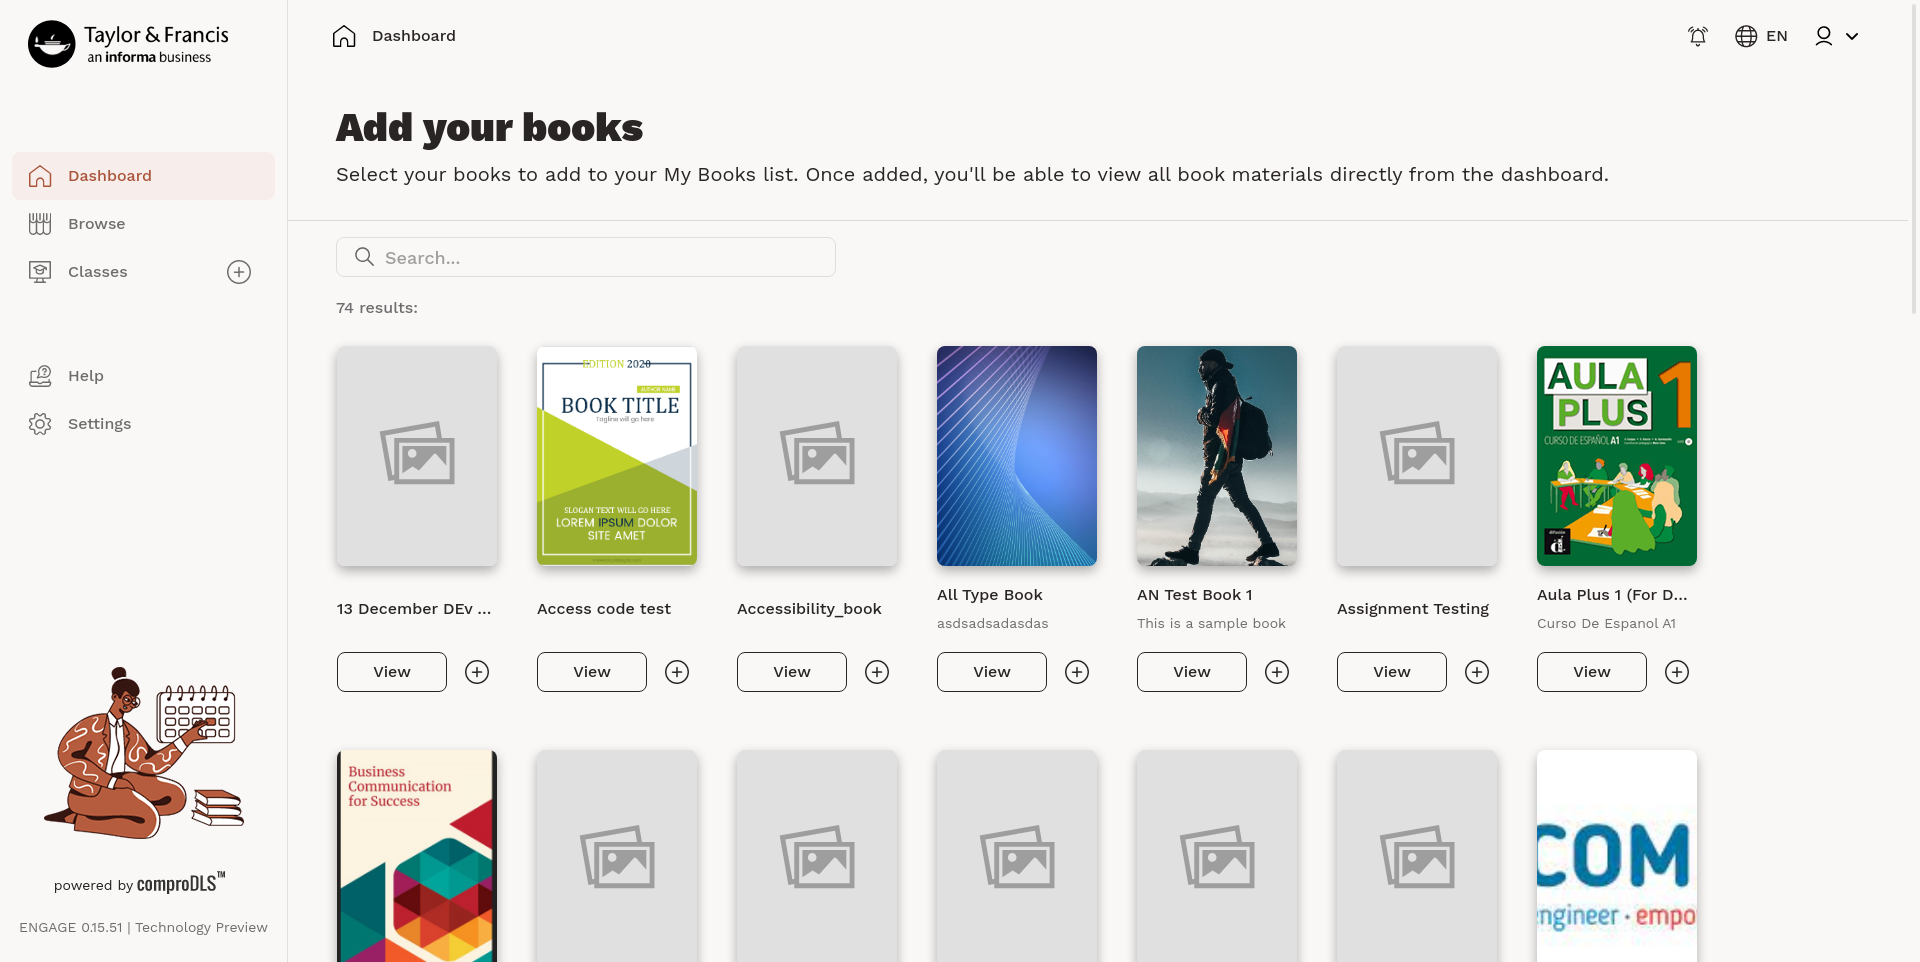 Taylor & Francis
an informa business
Dashboard
EN
Dashboard
Browse
Classes
Help
Settings
powered by comproDLS™
ENGAGE 0.15.51 | Technology Preview
Add your books
Select your books to add to your My Books list. Once added, you'll be able to view all book materials directly from the dashboard.
Search...
74 results:
EDITION 2020
AUTHOR NAME
BOOK TITLE
Tagline will go here
SLOGAN TEXT WILL GO HERE
LOREM IPSUM DOLOR
SITE AMET
AULA
PLUS 1
CURSO DE ESPAÑOL A1
13 December DEv ...
Access code test
Accessibility_book
All Type Book
asdsadsadasdas
AN Test Book 1
This is a sample book
Assignment Testing
Aula Plus 1 (For D...
Curso De Espanol A1
View
View
View
View
View
View
View
Business
Communication
for Success
COM
engineer · empo